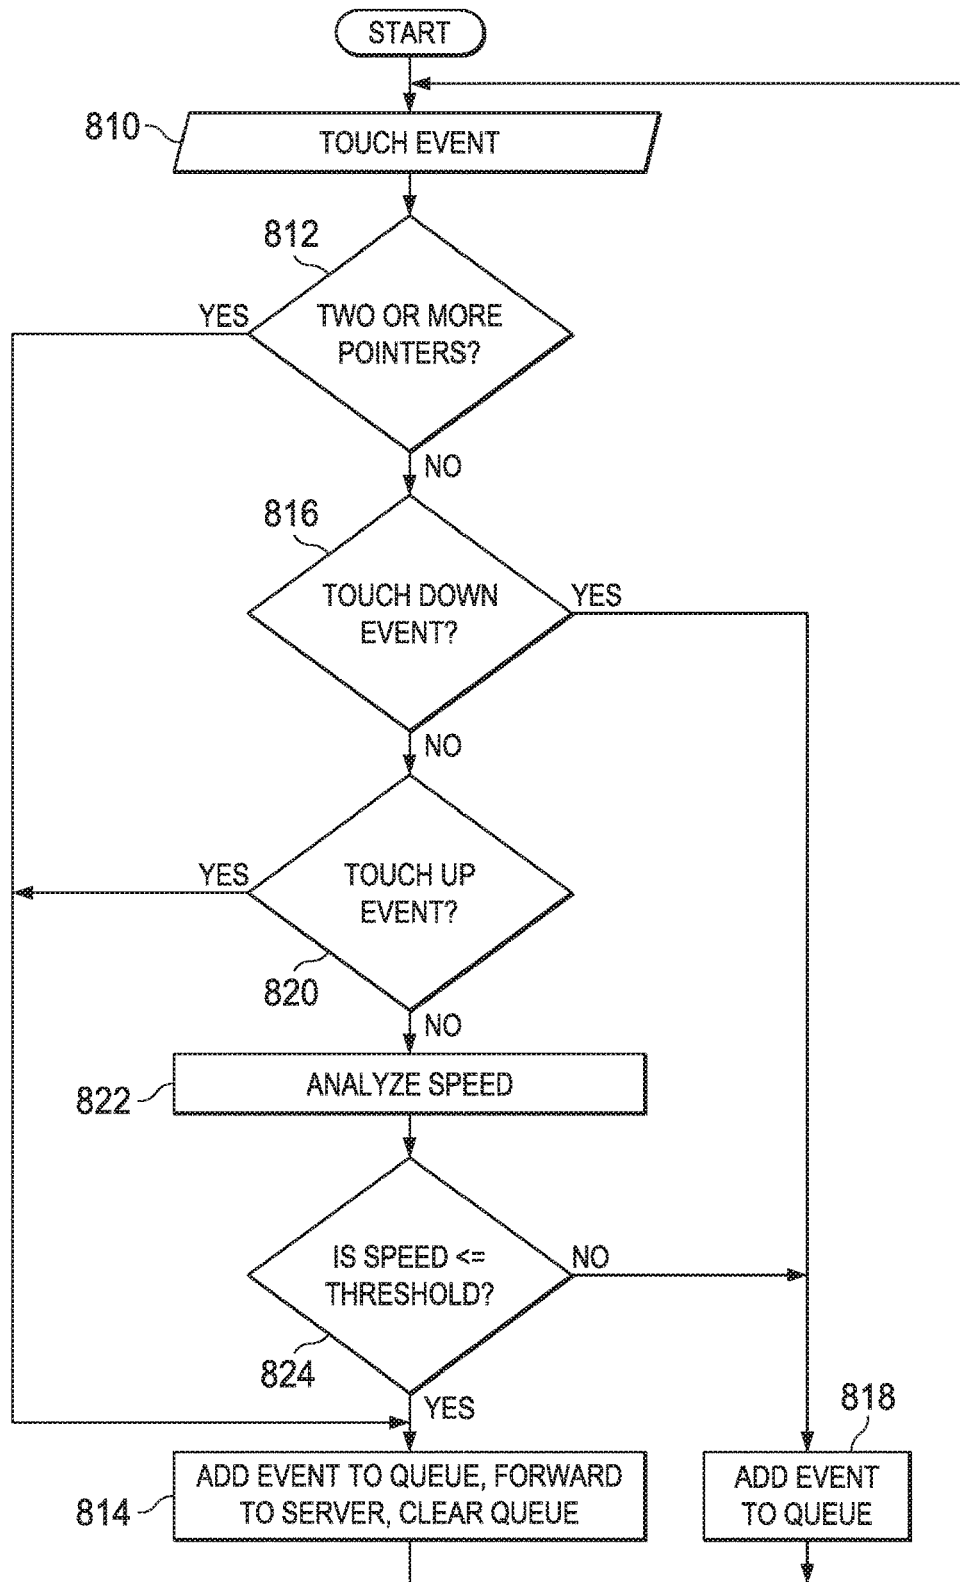 START
810
TOUCH EVENT
812
YES
TWO OR MORE
POINTERS?
NO
816
TOUCH DOWN
EVENT?
YES
NO
YES
TOUCH UP
EVENT?
820
NO
822
ANALYZE SPEED
IS SPEED <=
THRESHOLD?
NO
824
YES
818
814
ADD EVENT TO QUEUE, FORWARD
TO SERVER, CLEAR QUEUE
ADD EVENT
TO QUEUE